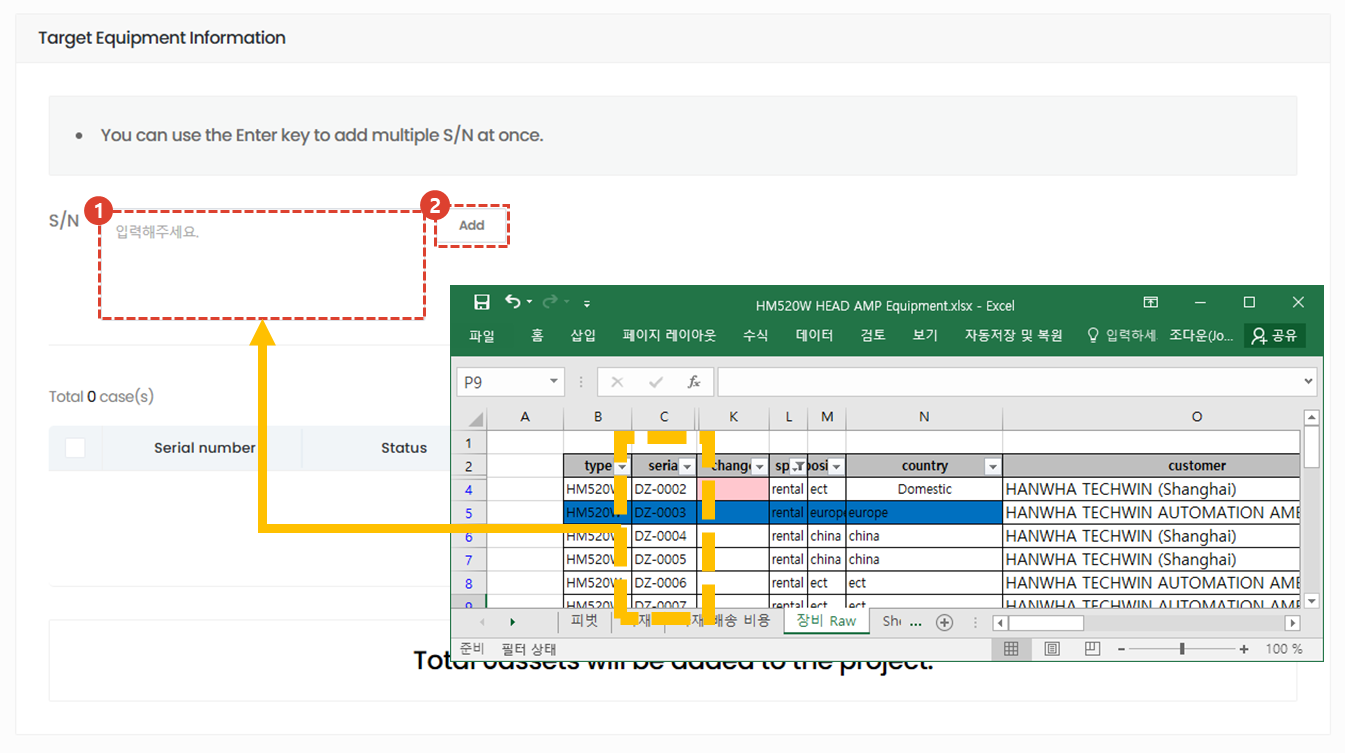 Target Equipment Information
• You can use the Enter key to add multiple S/N at once.
S/N
1
입력해주세요.
2
Add
Total 0 case(s)
Serial number
Status
HM520W HEAD AMP Equipment.xlsx - Excel
파일 홈 삽입 페이지 레이아웃 수식 데이터 검토 보기 자동저장 및 복원 입력하세 조다운(Jo... 공유
P9
fx
A B C K L M N O
1
2 type seria change sp posi country customer
4 HM520W DZ-0002 rental ect Domestic HANWHA TECHWIN (Shanghai)
5 HM520W DZ-0003 rental europe europe HANWHA TECHWIN AUTOMATION AME
6 HM520W DZ-0004 rental china china HANWHA TECHWIN (Shanghai)
7 HM520W DZ-0005 rental china china HANWHA TECHWIN (Shanghai)
8 HM520W DZ-0006 rental ect ect HANWHA TECHWIN AUTOMATION AME
9 HM520W DZ-0007 rental ect ect HANWHA TECHWIN AUTOMATION AME
피벗 배송 비용 장비 Raw She ...
준비 필터 상태 100 %
Total 0assets will be added to the project.